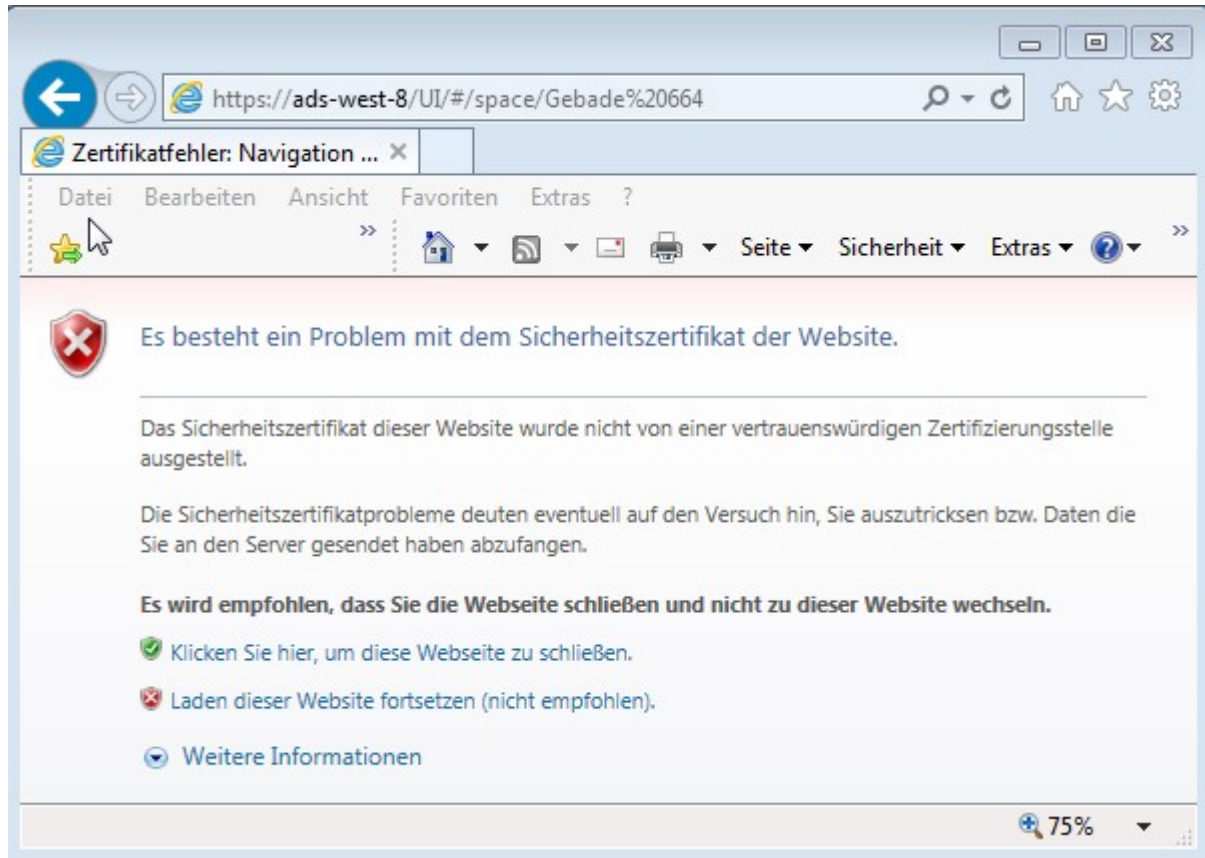 https://ads-west-8/UI/#/space/Gebade%20664
Zertifikatfehler: Navigation ...
Datei Bearbeiten Ansicht Favoriten Extras ?
Seite Sicherheit Extras
Es besteht ein Problem mit dem Sicherheitszertifikat der Website.
Das Sicherheitszertifikat dieser Website wurde nicht von einer vertrauenswürdigen Zertifizierungsstelle
ausgestellt.
Die Sicherheitszertifikatprobleme deuten eventuell auf den Versuch hin, Sie auszutricksen bzw. Daten die
Sie an den Server gesendet haben abzufangen.
Es wird empfohlen, dass Sie die Webseite schließen und nicht zu dieser Website wechseln.
Klicken Sie hier, um diese Webseite zu schließen.
Laden dieser Website fortsetzen (nicht empfohlen).
Weitere Informationen
75%